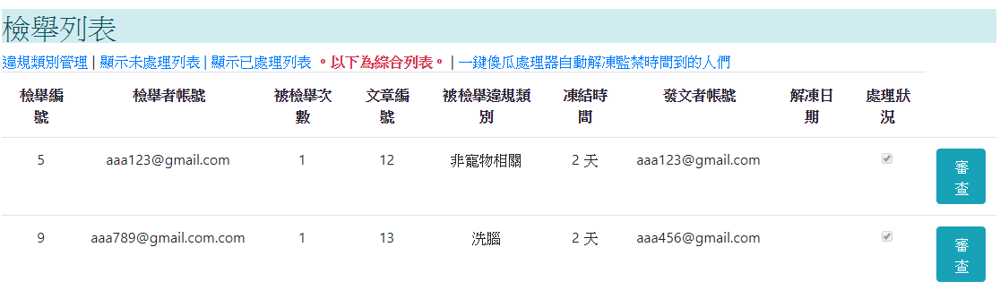 檢舉列表
違規類別管理 | 顯示未處理列表 | 顯示已處理列表 。以下為綜合列表。 | 一鍵傻瓜處理器自動解凍監禁時間到的人們
檢舉編號 檢舉者帳號 被檢舉次數 文章編號 被檢舉違規類別 凍結時間 發文者帳號 解凍日期 處理狀況
5 aaa123@gmail.com 1 12 非寵物相關 2 天 aaa123@gmail.com 審查
9 aaa789@gmail.com.com 1 13 洗腦 2 天 aaa456@gmail.com 審查